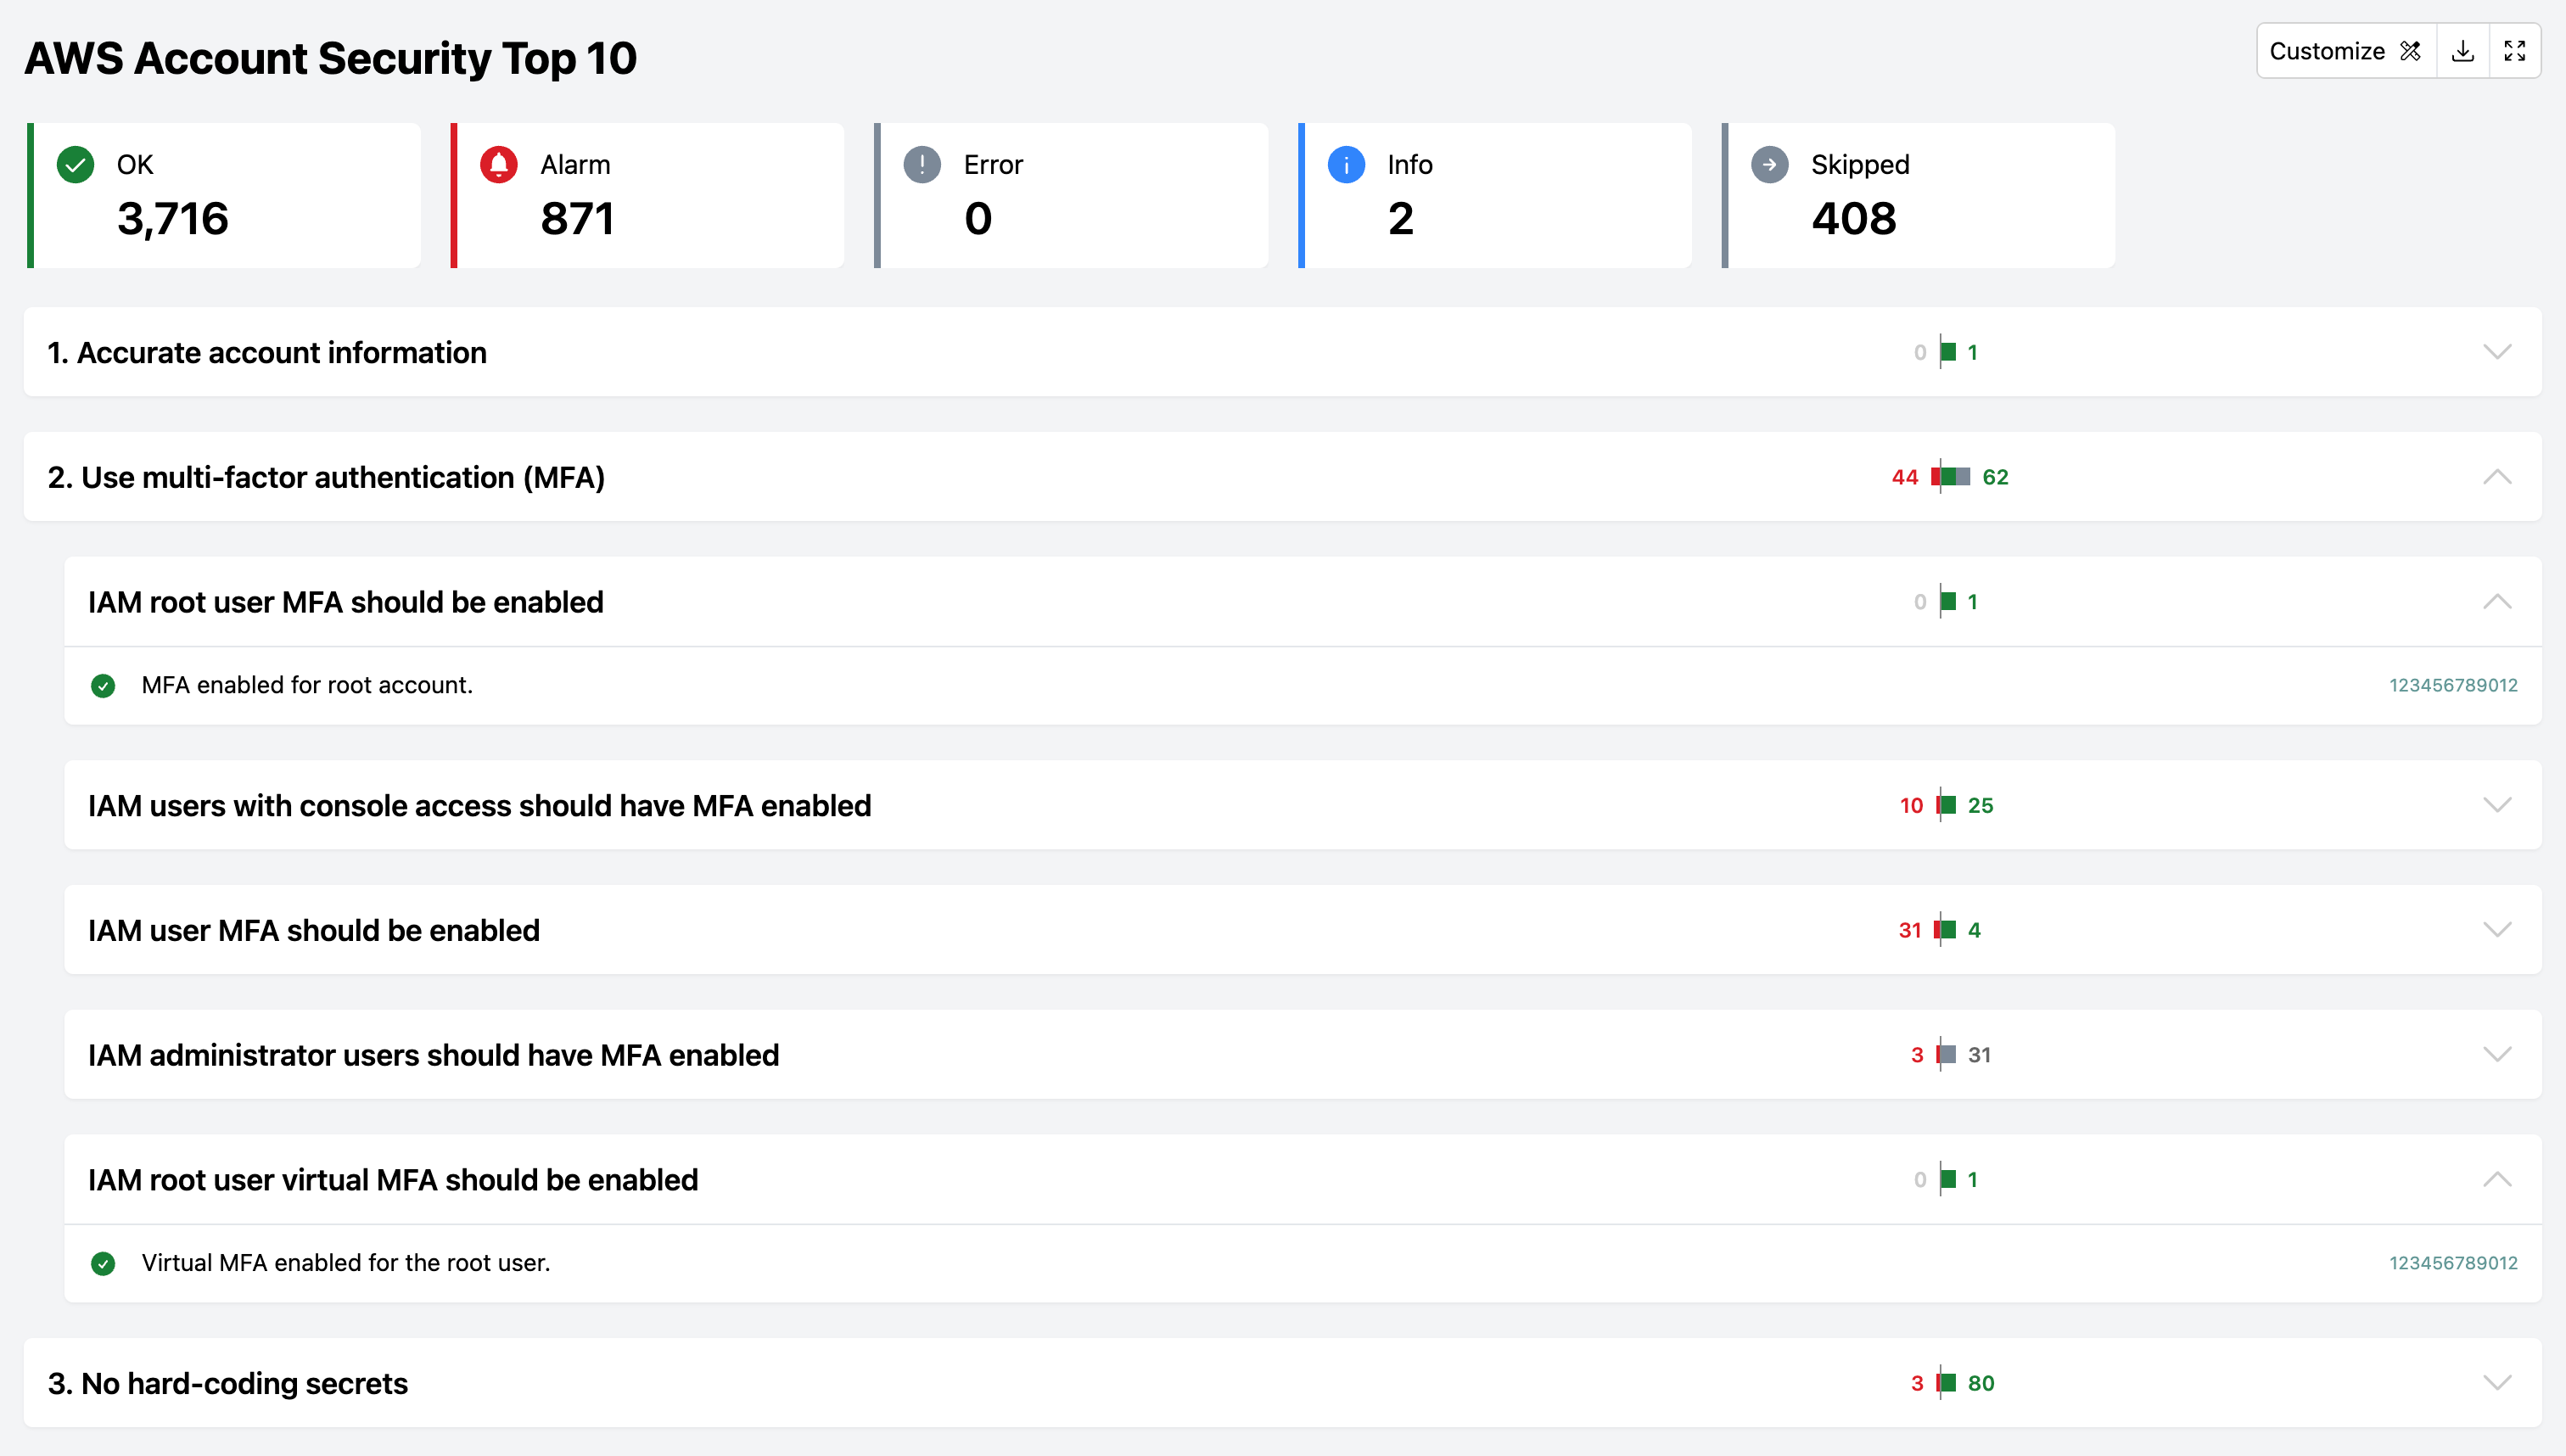 AWS Account Security Top 10
Customize
OK
3,716
Alarm
871
Error
0
Info
2
Skipped
408
1. Accurate account information 0 1
2. Use multi-factor authentication (MFA) 44 62
IAM root user MFA should be enabled 0 1
MFA enabled for root account. 123456789012
IAM users with console access should have MFA enabled 10 25
IAM user MFA should be enabled 31 4
IAM administrator users should have MFA enabled 3 31
IAM root user virtual MFA should be enabled 0 1
Virtual MFA enabled for the root user. 123456789012
3. No hard-coding secrets 3 80